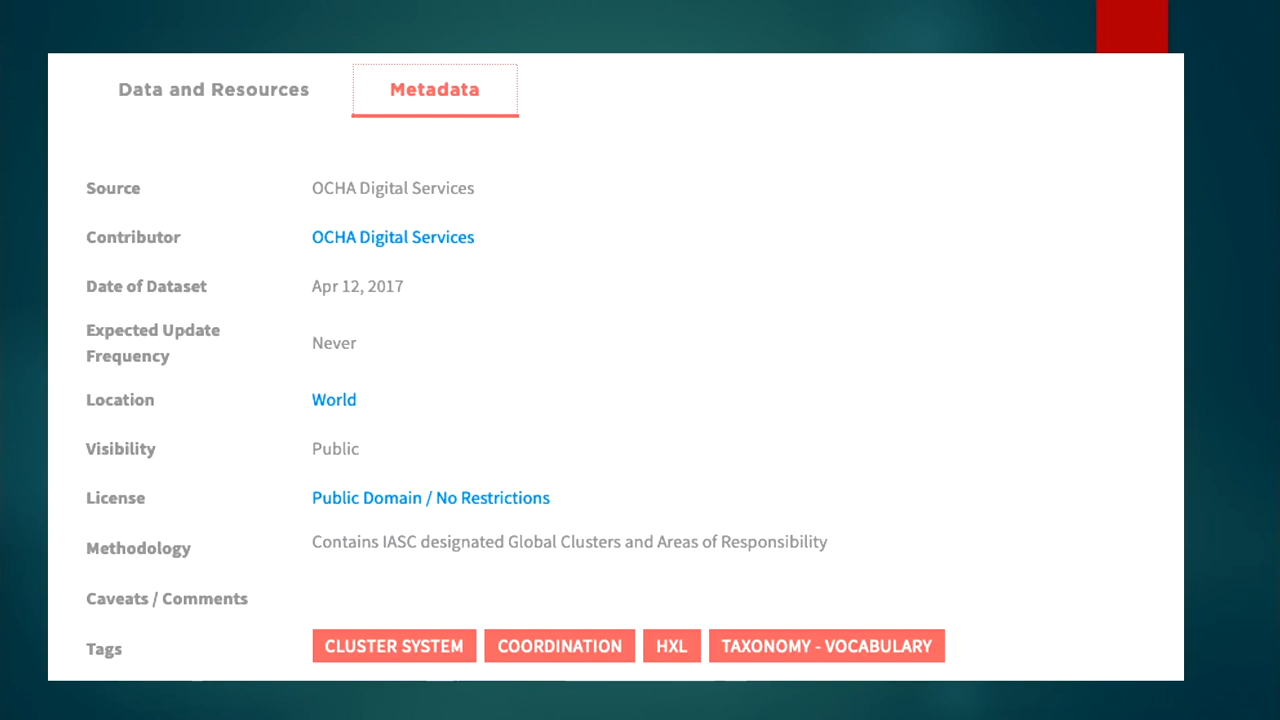 Data and Resources
Metadata
Source
OCHA Digital Services
Contributor
OCHA Digital Services
Date of Dataset
Apr 12, 2017
Expected Update
Frequency
Never
Location
World
Visibility
Public
License
Public Domain / No Restrictions
Methodology
Contains IASC designated Global Clusters and Areas of Responsibility
Caveats / Comments
Tags
CLUSTER SYSTEM
COORDINATION
HXL
TAXONOMY - VOCABULARY